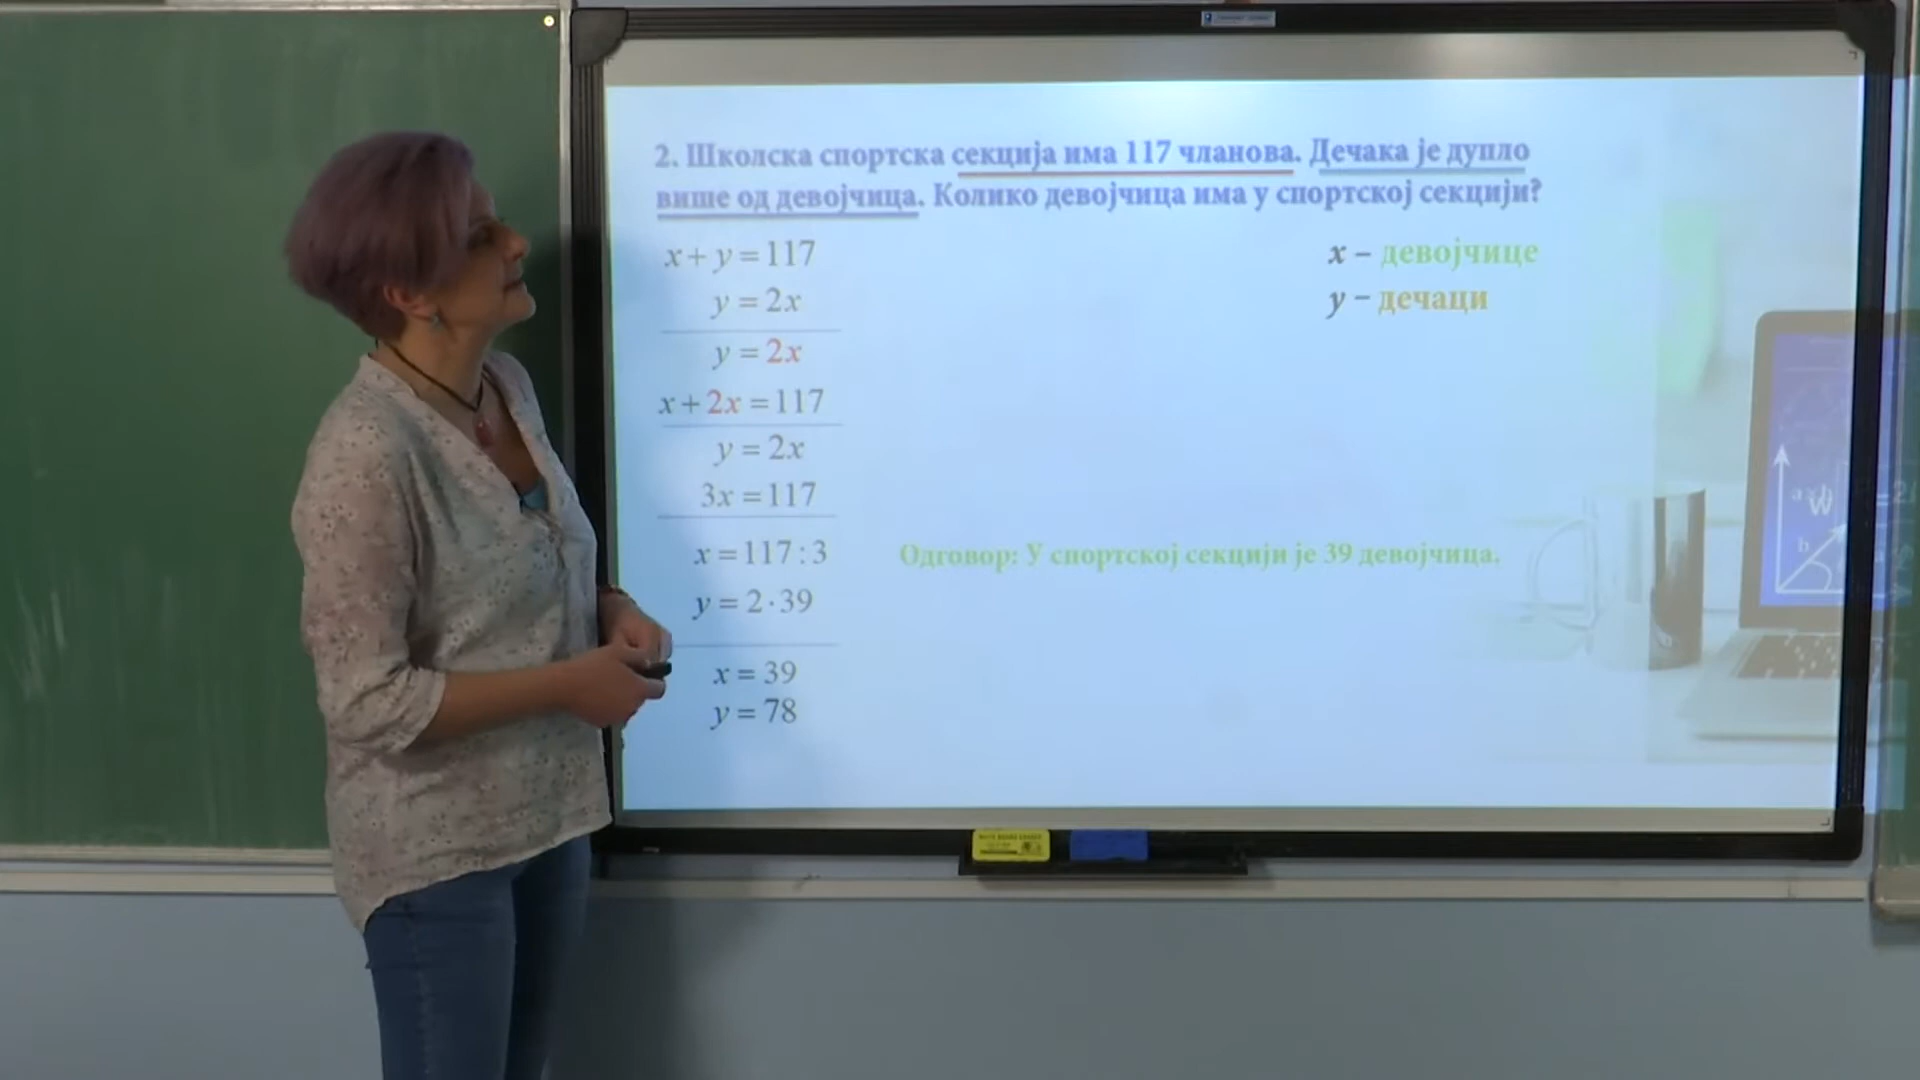 2. Школска спортска секција има 117 чланова. Дечака је дупло
више од девојчица. Колико девојчица има у спортској секцији?
x + y = 117
y = 2x
y = 2x
x + 2x = 117
y = 2x
3x = 117
x = 117 : 3
y = 2 · 39
x = 39
y = 78
x – девојчице
y – дечаци
Одговор: У спортској секцији је 39 девојчица.